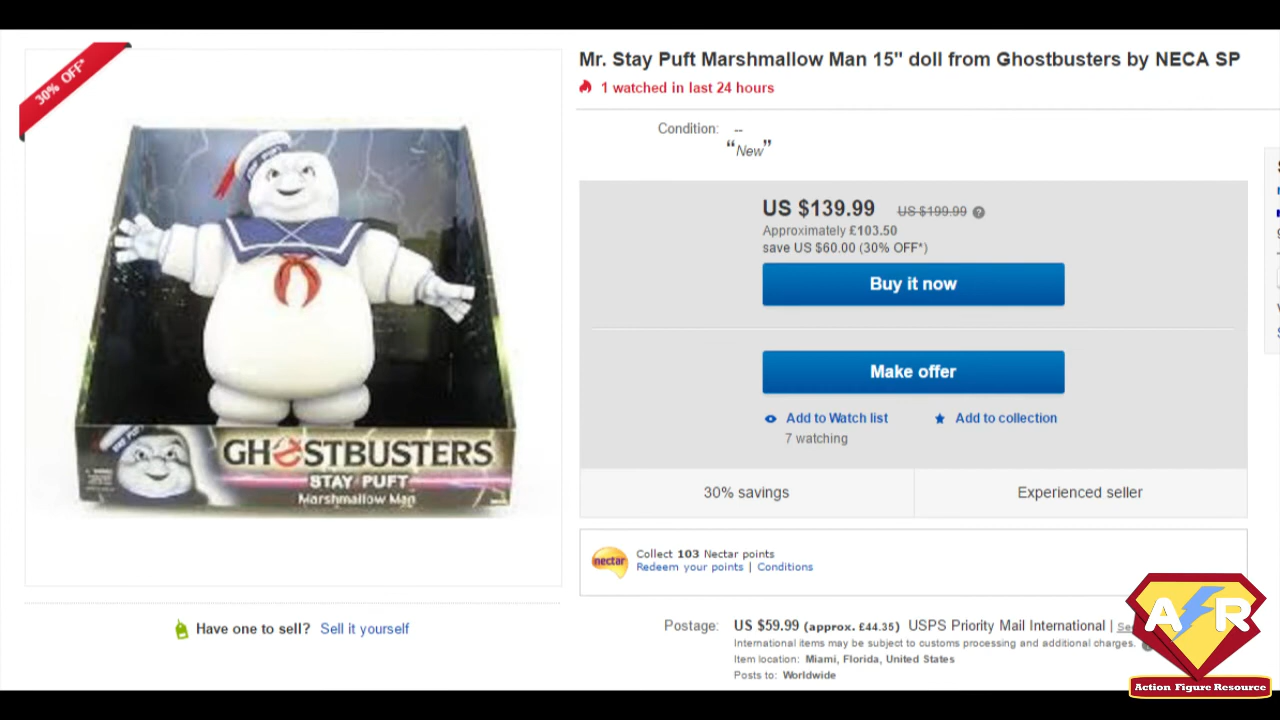 30% OFF*
Mr. Stay Puft Marshmallow Man 15" doll from Ghostbusters by NECA SP
1 watched in last 24 hours
Condition: --
“New”
US $139.99 US $199.99
Approximately £103.50
save US $60.00 (30% OFF*)
Buy it now
Make offer
Add to Watch list Add to collection
7 watching
30% savings Experienced seller
GHOSTBUSTERS
STAY PUFT
Marshmallow Man
nectar
Collect 103 Nectar points
Redeem your points | Conditions
Have one to sell? Sell it yourself
Postage: US $59.99 (approx. £44.35) USPS Priority Mail International |
International items may be subject to customs processing and additional charges.
Item location: Miami, Florida, United States
Posts to: Worldwide
A R
Action Figure Resource